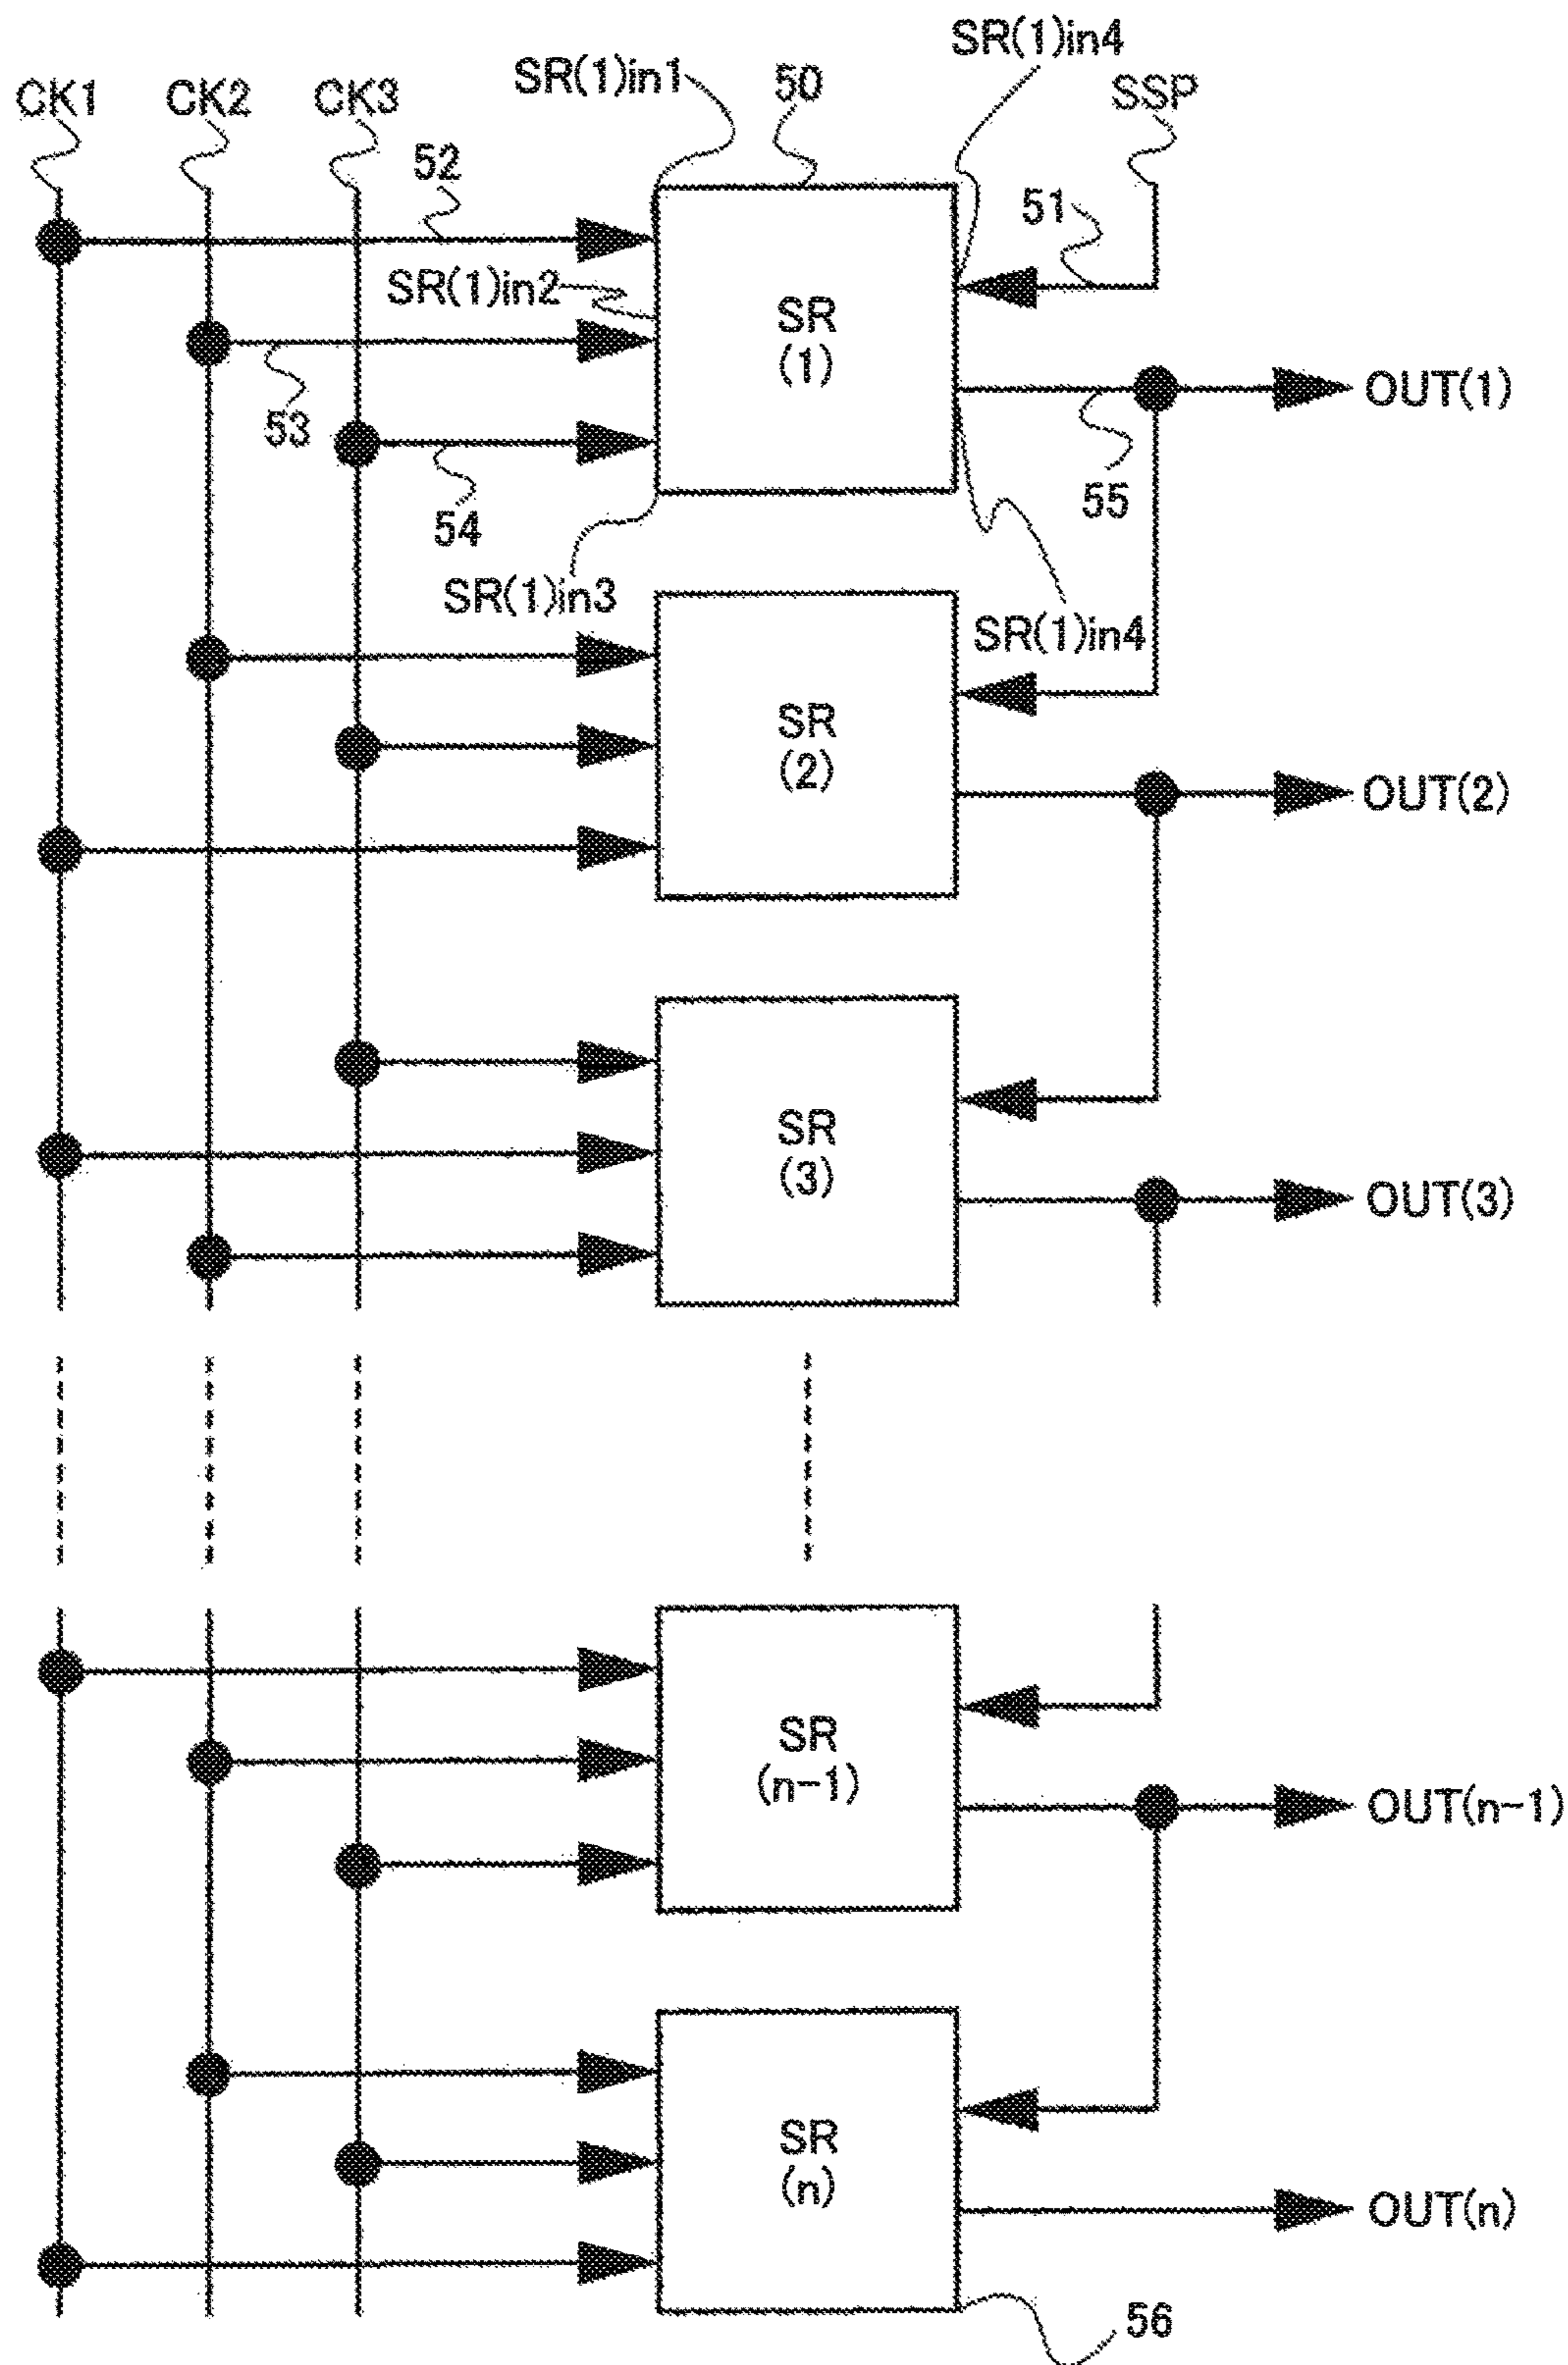 SR(1)in4
SR(1)in1
50
SSP
CK1
CK2
CK3
52
51
SR(1)in2
SR
(1)
OUT(1)
53
54
55
SR(1)in3
SR(1)in4
SR
(2)
OUT(2)
SR
(3)
OUT(3)
SR
(n-1)
OUT(n-1)
SR
(n)
OUT(n)
56